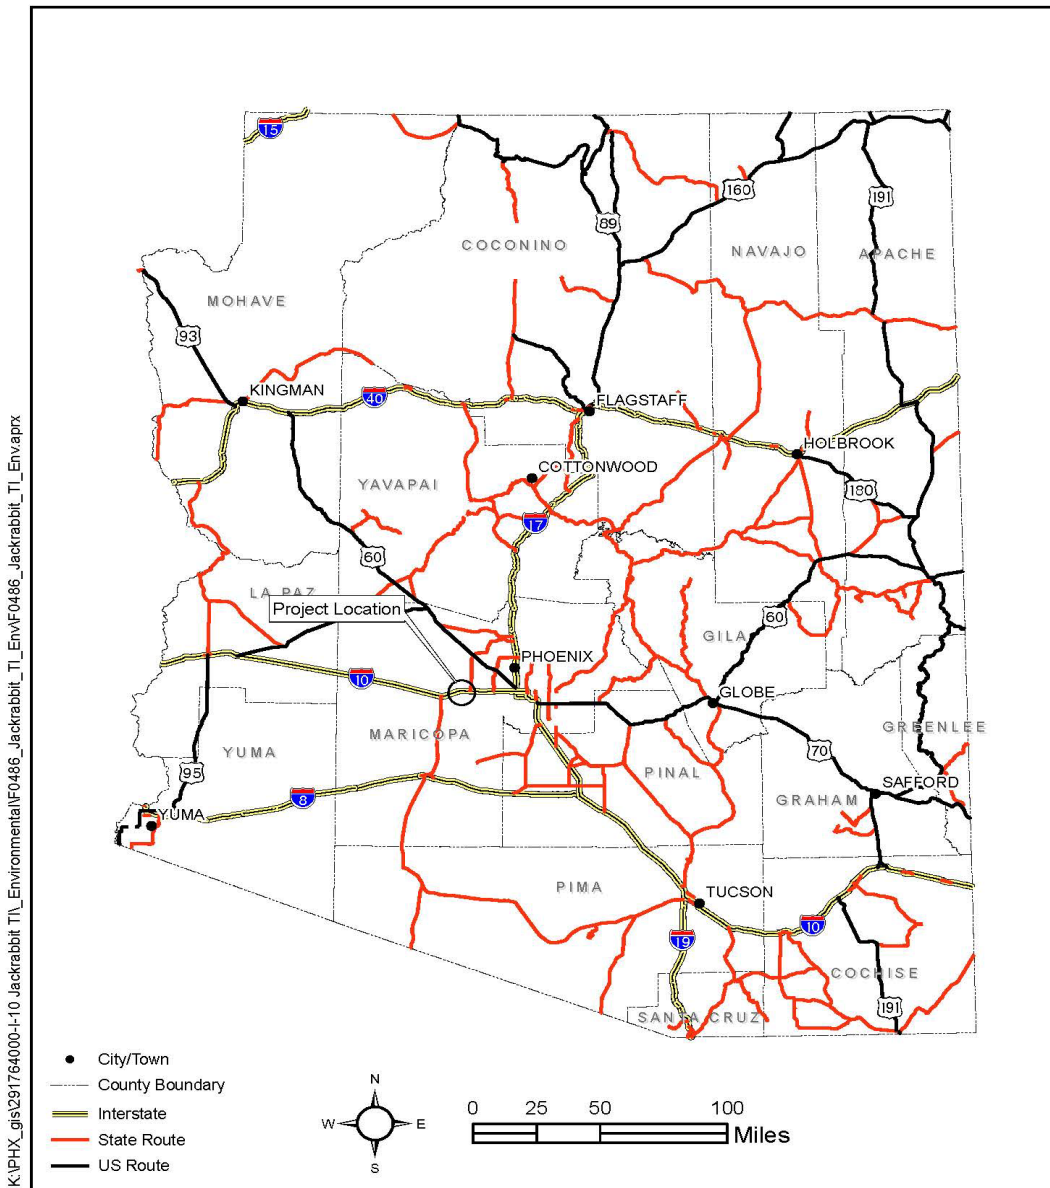 15
160
191
89
COCONINO
NAVAJO
APACHE
MOHAVE
93
KINGMAN
40
FLAGSTAFF
HOLBROOK
COTTONWOOD
YAVAPAI
180
17
60
LA PAZ
Project Location
60
GILA
PHOENIX
10
GLOBE
GREENLEE
MARICOPA
YUMA
70
95
PINAL
SAFFORD
8
GRAHAM
YUMA
PIMA
TUCSON
10
19
COCHISE
191
SANTA CRUZ
City/Town
County Boundary
Interstate
State Route
US Route
N
W
E
S
0 25 50 100
Miles
K:\PHX_gis\291764000-I-10 Jackrabbit TI\_Environmental\F0486_Jackrabbit_TI_Env\F0486_Jackrabbit_TI_Env.aprx